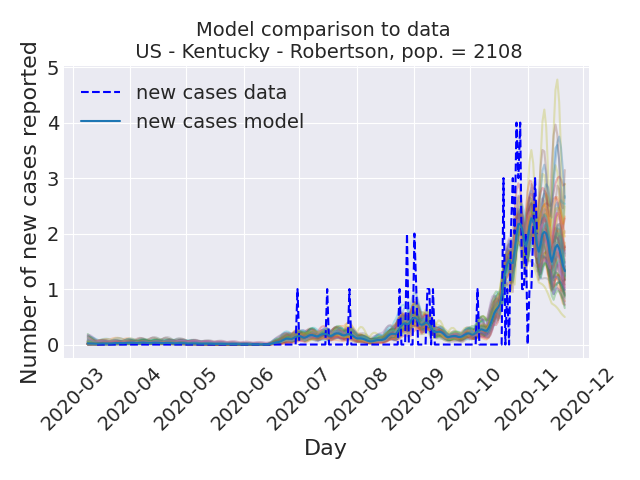 Model comparison to data
US - Kentucky - Robertson, pop. = 2108
Number of new cases reported
5
4
3
2
1
0
new cases data
new cases model
2020-03
2020-04
2020-05
2020-06
2020-07
2020-08
2020-09
2020-10
2020-11
2020-12
Day